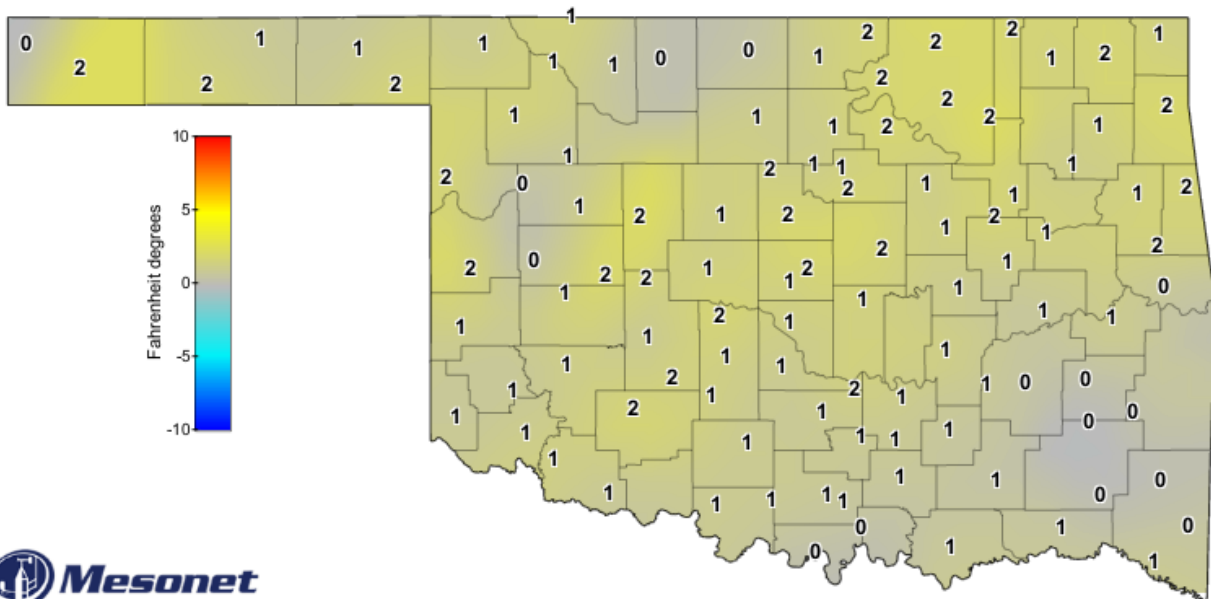 1
2 2 1
0 1 1 1 0 2 2
2 1 1 0 1 1
2 2 2
2 2
1 1 2
1 2 1
1 2 1 1 1
2 0 2 1 1 1 2
1 2 1 2 2
1 1
2 2
2 0 1 2 1
2 2 1
1 0
1 1
2 1 1
1 1 1
1 1
1 1
2 1 0 0
1 1 2 1
1 2 1 0 0
1 1 1 1
1
1
1 1 0
1 1 1 1 1 0
0 1 0
0 1 1
10
5
0
-5
-10
Fahrenheit degrees
Mesonet